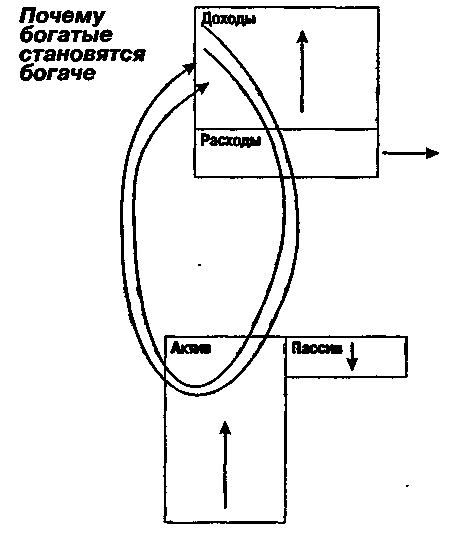 Почему
богатые
становятся
богаче
Доходы
Расходы
Актив
Пассив